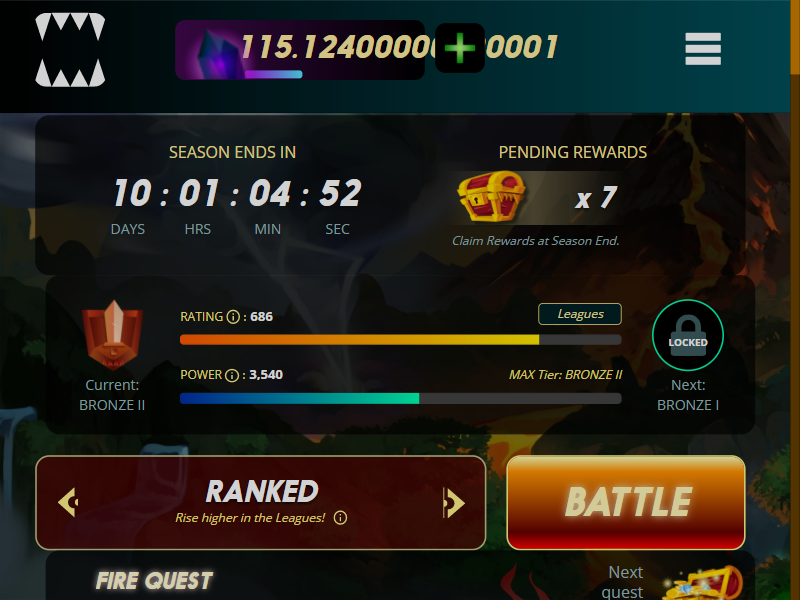 115.1240000
0001
SEASON ENDS IN
10 : 01 : 04 : 52
DAYS HRS MIN SEC
PENDING REWARDS
x 7
Claim Rewards at Season End.
Current:
BRONZE II
RATING i : 686
Leagues
POWER i : 3,540
MAX Tier: BRONZE II
LOCKED
Next:
BRONZE I
RANKED
Rise higher in the Leagues! i
BATTLE
FIRE QUEST
Next
quest